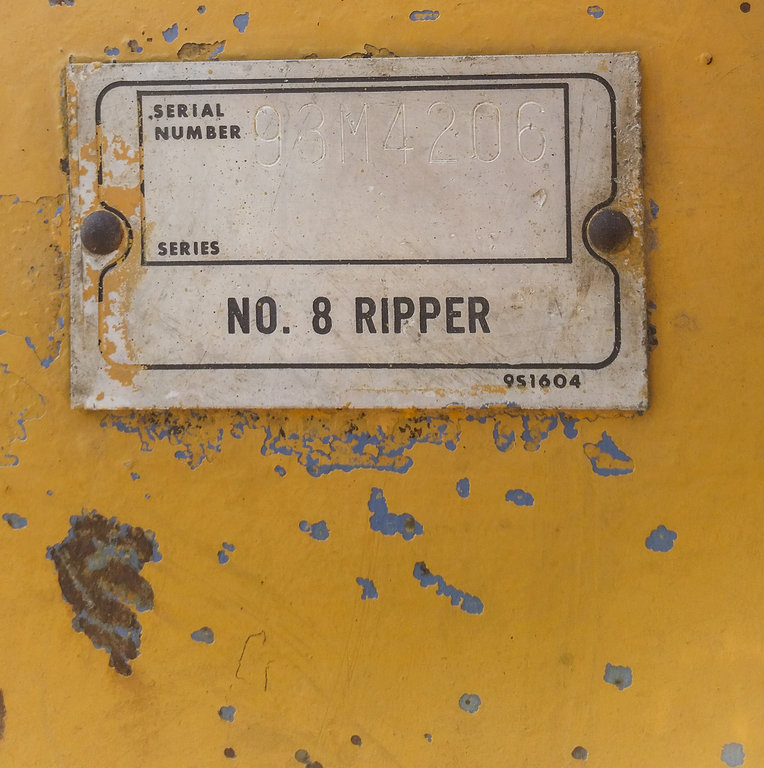 SERIAL
NUMBER 93M4206
SERIES
NO. 8 RIPPER
9S1604